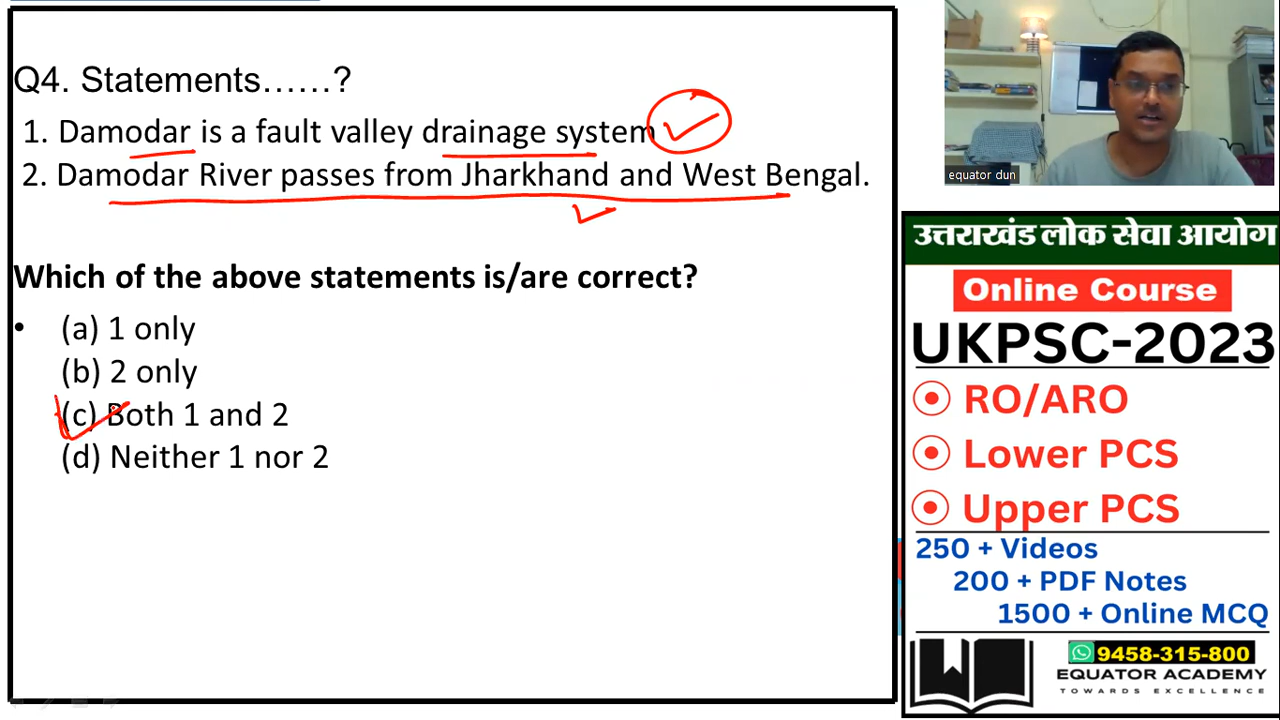 Q4. Statements……?
1. Damodar is a fault valley drainage system
2. Damodar River passes from Jharkhand and West Bengal.
Which of the above statements is/are correct?
• (a) 1 only
(b) 2 only
(c) Both 1 and 2
(d) Neither 1 nor 2
equator dun
उत्तराखंड लोक सेवा आयोग
Online Course
UKPSC-2023
RO/ARO
Lower PCS
Upper PCS
250 + Videos
200 + PDF Notes
1500 + Online MCQ
9458-315-800
EQUATOR ACADEMY
TOWARDS EXCELLENCE